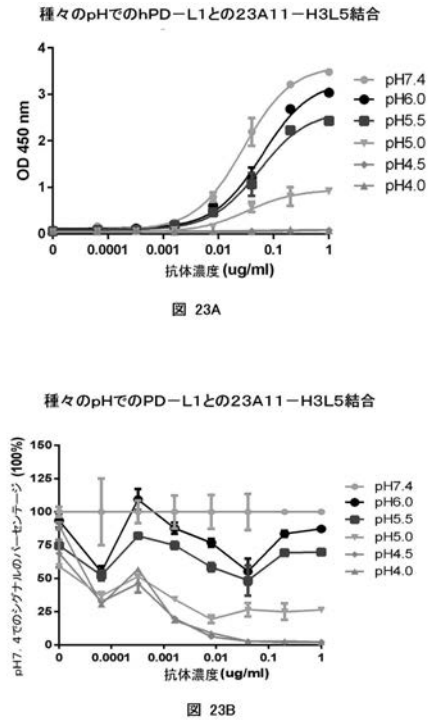 種々のpHでのhPD-L1との23A11-H3L5結合
OD 450 nm
4
3
2
1
0
0
0.0001
0.001
0.01
0.1
1
抗体濃度(ug/ml)
pH7.4
pH6.0
pH5.5
pH5.0
pH4.5
pH4.0
図 23A
種々のpHでのPD-L1との23A11-H3L5結合
pH7. 4でのシグナルのパーセンテージ (100%)
150
125
100
75
50
25
0
0
0.0001
0.001
0.01
0.1
1
抗体濃度(ug/ml)
pH7.4
pH6.0
pH5.5
pH5.0
pH4.5
pH4.0
図 23B